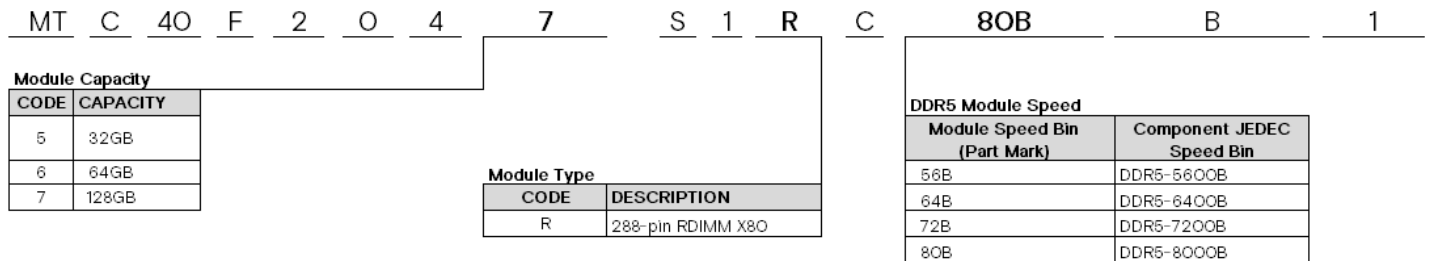 MT C 40 F 2 0 4 7 S 1 R C 80B B 1
Module Capacity
CODE CAPACITY
5 32GB
6 64GB
7 128GB
Module Type
CODE DESCRIPTION
R 288-pin RDIMM X80
DDR5 Module Speed
Module Speed Bin (Part Mark) Component JEDEC Speed Bin
56B DDR5-5600B
64B DDR5-6400B
72B DDR5-7200B
80B DDR5-8000B